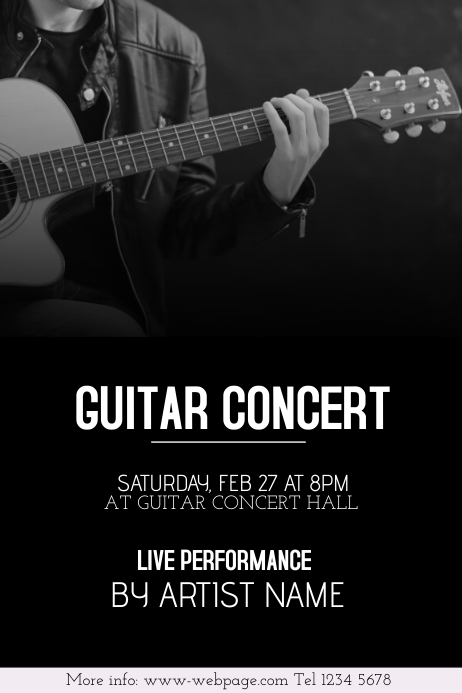 GUITAR CONCERT
SATURDAY, FEB 27 AT 8PM
AT GUITAR CONCERT HALL
LIVE PERFORMANCE
BY ARTIST NAME
More info: www-webpage.com Tel 1234 5678